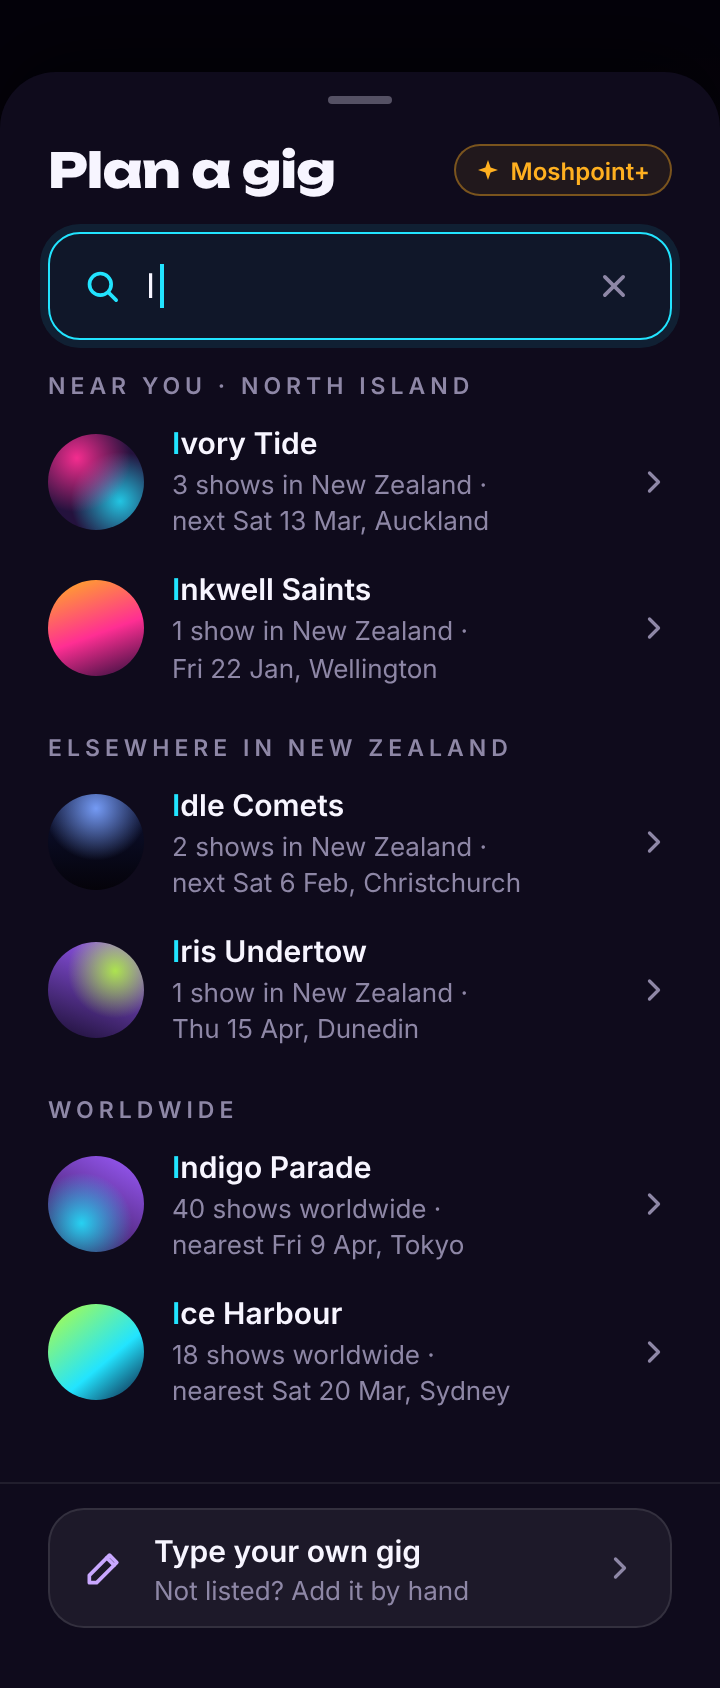 Plan a gig
Moshpoint+
I
NEAR YOU · NORTH ISLAND
Ivory Tide
3 shows in New Zealand ·
next Sat 13 Mar, Auckland
Inkwell Saints
1 show in New Zealand ·
Fri 22 Jan, Wellington
ELSEWHERE IN NEW ZEALAND
Idle Comets
2 shows in New Zealand ·
next Sat 6 Feb, Christchurch
Iris Undertow
1 show in New Zealand ·
Thu 15 Apr, Dunedin
WORLDWIDE
Indigo Parade
40 shows worldwide ·
nearest Fri 9 Apr, Tokyo
Ice Harbour
18 shows worldwide ·
nearest Sat 20 Mar, Sydney
Type your own gig
Not listed? Add it by hand